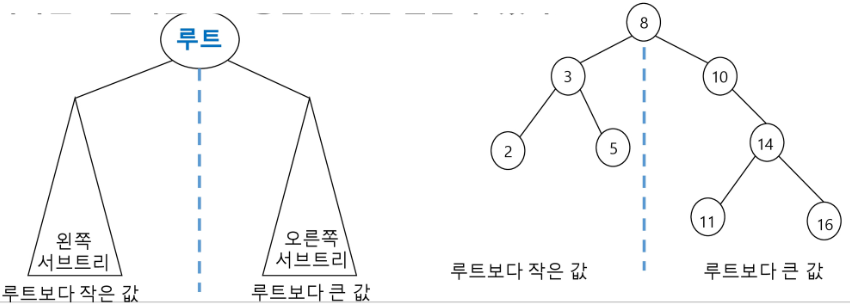 루트
왼쪽
서브트리
루트보다 작은 값
오른쪽
서브트리
루트보다 큰 값
8
3
10
2
5
14
11
16
루트보다 작은 값
루트보다 큰 값